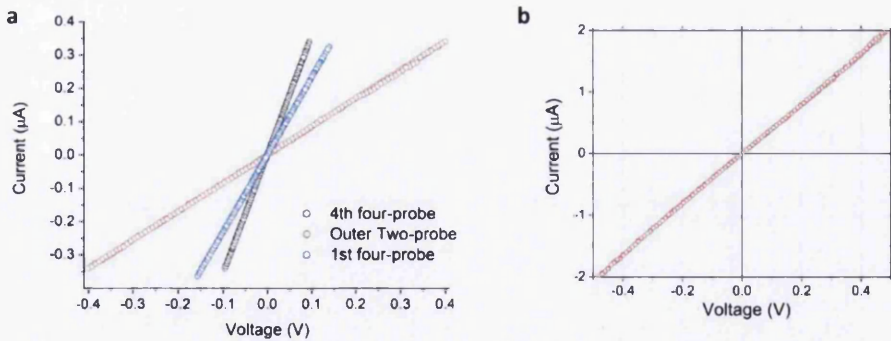 a
0.4
0.3
0.2
0.1
0.0
-0.1
-0.2
-0.3
Current (µA)
-0.4 -0.3 -0.2 -0.1 0.0 0.1 0.2 0.3 0.4
Voltage (V)
4th four-probe
Outer Two-probe
1st four-probe
b
2
1
0
-1
-2
Current (µA)
0.4 -0.2 0.0 0.2 0.4
Voltage (V)